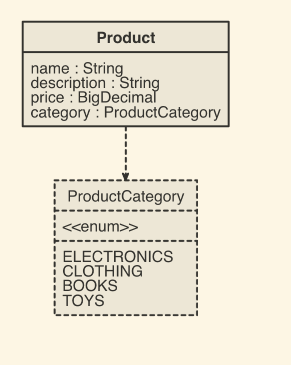 Product
name : String
description : String
price : BigDecimal
category : ProductCategory
ProductCategory
<<enum>>
ELECTRONICS
CLOTHING
BOOKS
TOYS